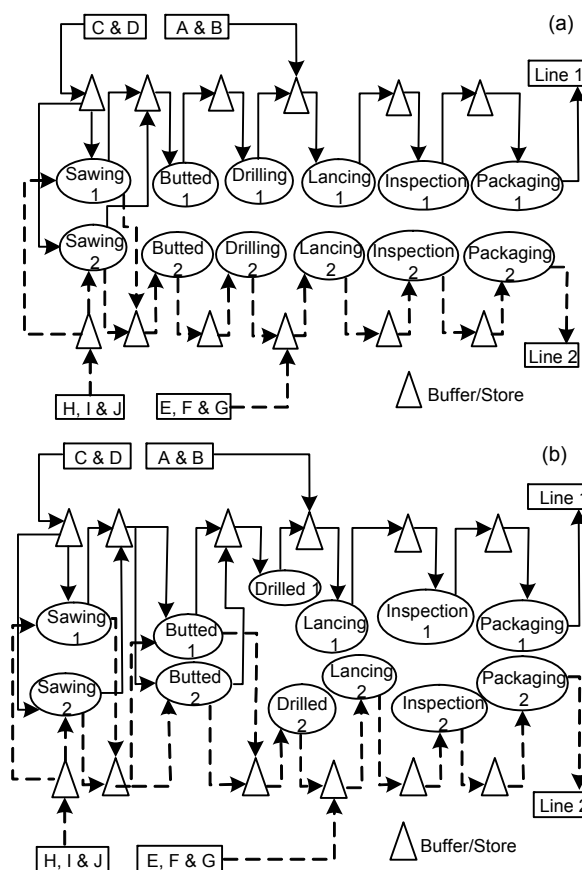 (a)
C & D
A & B
Line 1
Sawing
1
Butted
1
Drilling
1
Lancing
1
Inspection
1
Packaging
1
Sawing
2
Butted
2
Drilling
2
Lancing
2
Inspection
2
Packaging
2
Line 2
H, I & J
E, F & G
Buffer/Store
(b)
C & D
A & B
Line 1
Drilled 1
Sawing
1
Butted
1
Lancing
1
Inspection
1
Packaging
1
Sawing
2
Butted
2
Drilled
2
Lancing
2
Inspection
2
Packaging
2
Line 2
H, I & J
E, F & G
Buffer/Store